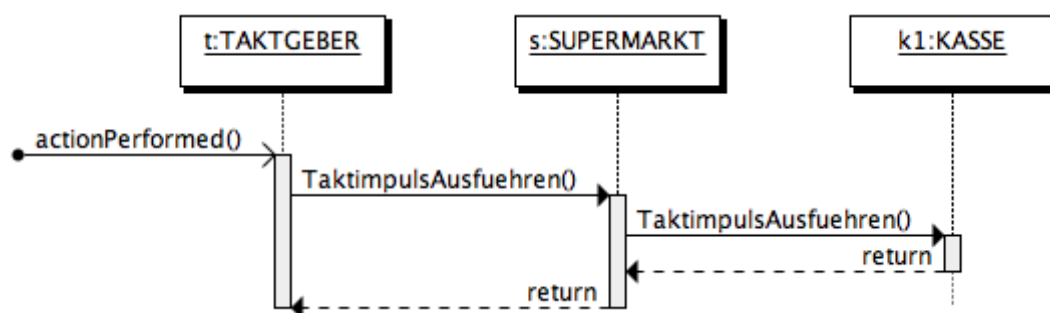 t:TAKTGEBER
s:SUPERMARKT
k1:KASSE
actionPerformed()
TaktimpulsAusfuehren()
TaktimpulsAusfuehren()
return
return